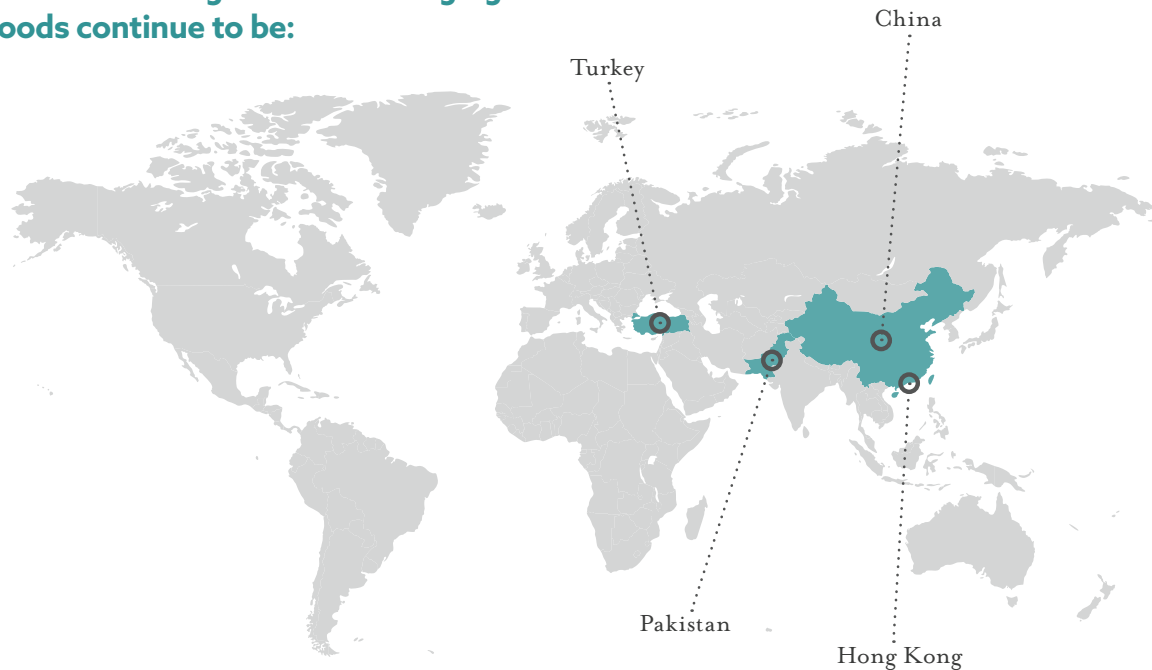 oods continue to be:
China
Turkey
Pakistan
Hong Kong